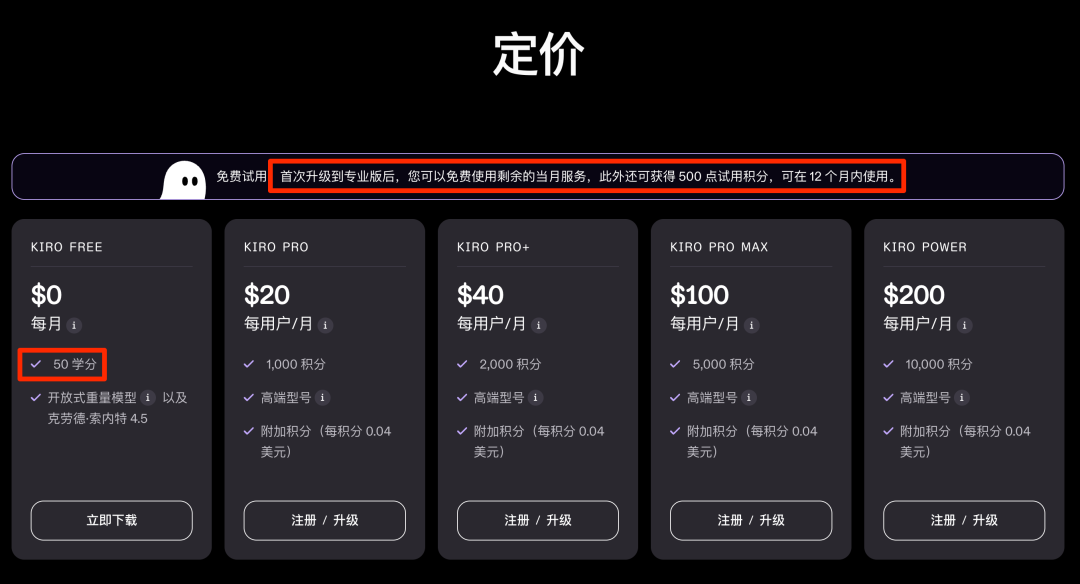 定价
免费试用 首次升级到专业版后，您可以免费使用剩余的当月服务，此外还可获得 500 点试用积分，可在 12 个月内使用。
KIRO FREE
$0
每月 i
50 学分
开放式重量模型 i 以及
克劳德·索内特 4.5
立即下载
KIRO PRO
$20
每用户/月 i
1,000 积分
高端型号 i
附加积分（每积分 0.04
美元）
注册 / 升级
KIRO PRO+
$40
每用户/月 i
2,000 积分
高端型号 i
附加积分（每积分 0.04
美元）
注册 / 升级
KIRO PRO MAX
$100
每用户/月 i
5,000 积分
高端型号 i
附加积分（每积分 0.04
美元）
注册 / 升级
KIRO POWER
$200
每用户/月 i
10,000 积分
高端型号 i
附加积分（每积分 0.04
美元）
注册 / 升级